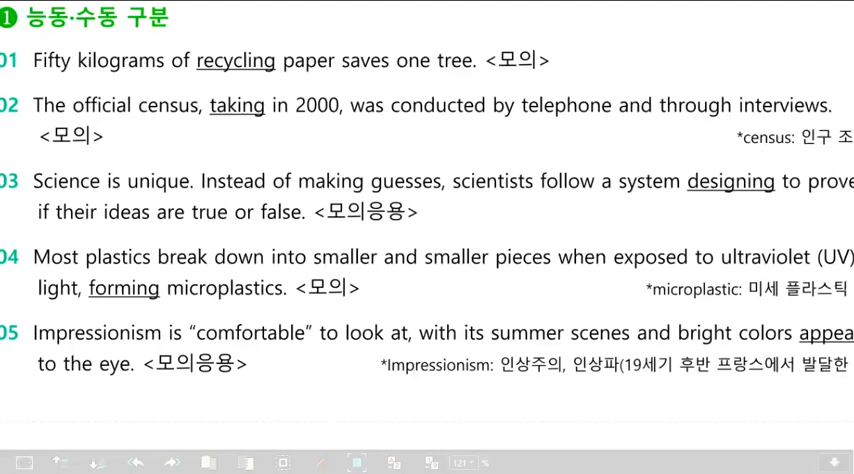 ❶ 능동·수동 구분
01 Fifty kilograms of recycling paper saves one tree. <모의>
02 The official census, taking in 2000, was conducted by telephone and through interviews.
<모의> *census: 인구 조
03 Science is unique. Instead of making guesses, scientists follow a system designing to prove
if their ideas are true or false. <모의응용>
04 Most plastics break down into smaller and smaller pieces when exposed to ultraviolet (UV)
light, forming microplastics. <모의> *microplastic: 미세 플라스틱
05 Impressionism is “comfortable” to look at, with its summer scenes and bright colors appea
to the eye. <모의응용> *Impressionism: 인상주의, 인상파(19세기 후반 프랑스에서 발달한
121 %